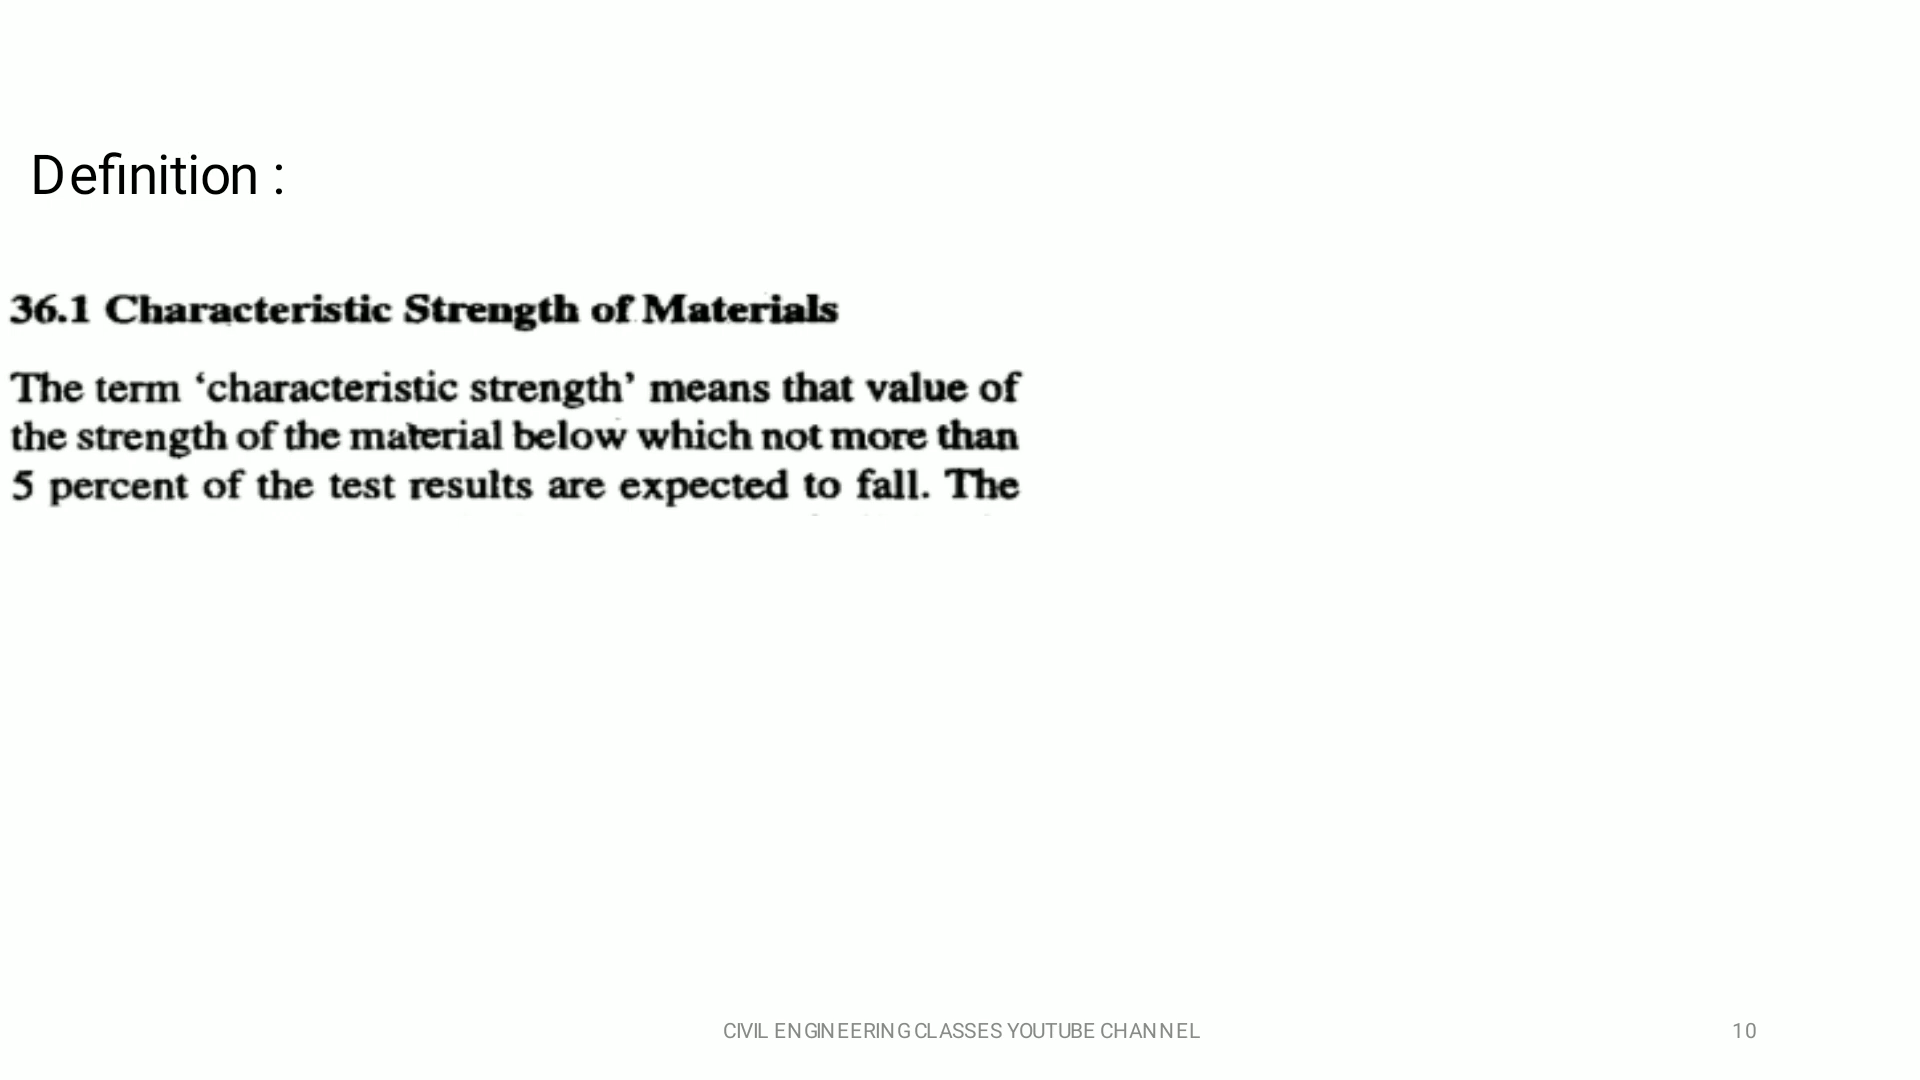 Definition :
36.1 Characteristic Strength of Materials
The term ‘characteristic strength’ means that value of
the strength of the material below which not more than
5 percent of the test results are expected to fall. The
CIVIL ENGINEERING CLASSES YOUTUBE CHANNEL
10